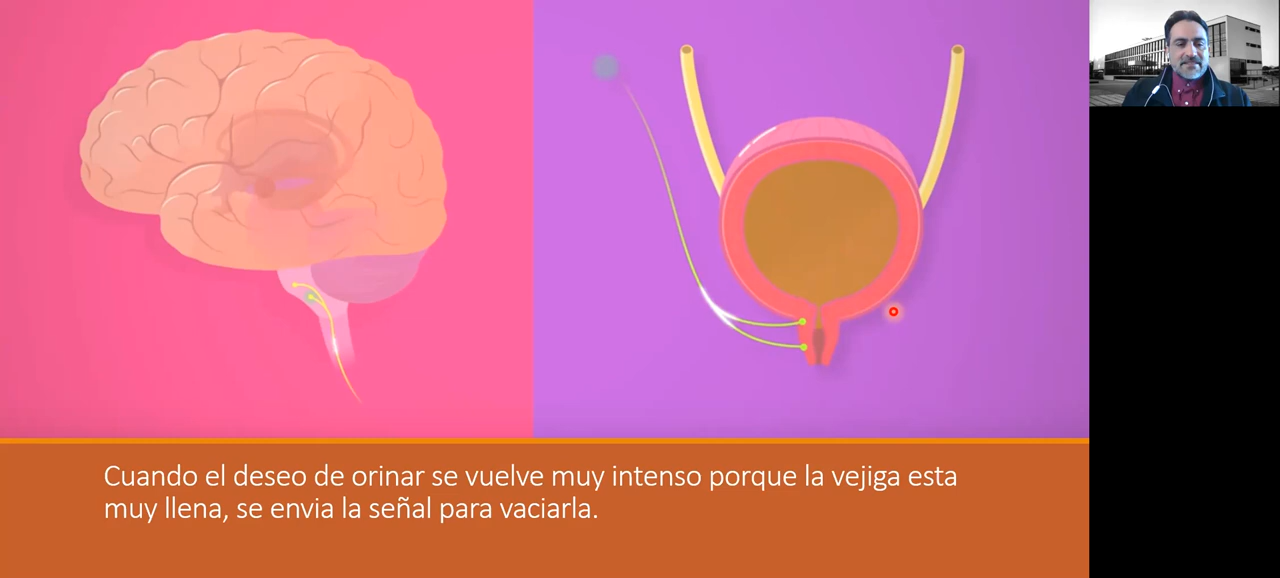 Cuando el deseo de orinar se vuelve muy intenso porque la vejiga esta
muy llena, se envia la señal para vaciarla.